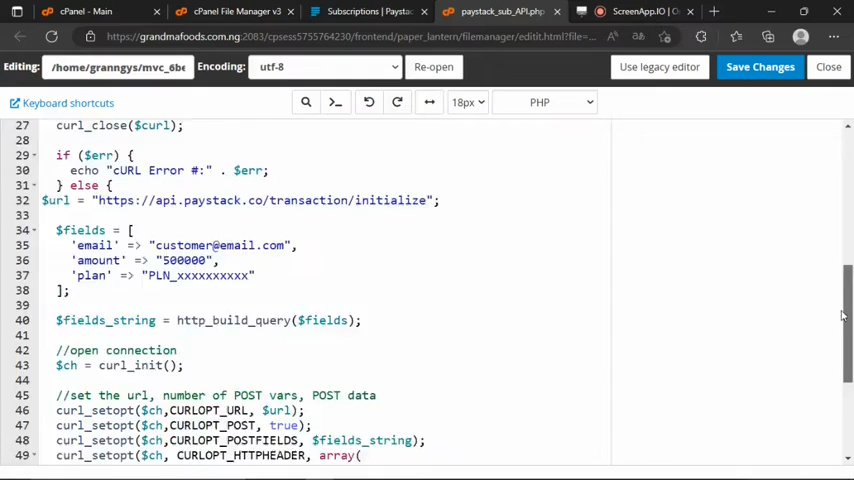 cPanel - Main
cPanel File Manager v3
Subscriptions | Paystac
paystack_sub_API.php
ScreenApp.IO | O
https://grandmafoods.com.ng:2083/cpsess5755764230/frontend/paper_lantern/filemanager/editit.html?file=...
Editing: /home/granngys/mvc_6be Encoding: utf-8 Re-open Use legacy editor Save Changes Close
Keyboard shortcuts 18px PHP
27 curl_close($curl);
28
29 if ($err) {
30 echo "cURL Error #:" . $err;
31 } else {
32 $url = "https://api.paystack.co/transaction/initialize";
33
34 $fields = [
35 'email' => "customer@email.com",
36 'amount' => "500000",
37 'plan' => "PLN_xxxxxxxxxx"
38 ];
39
40 $fields_string = http_build_query($fields);
41
42 //open connection
43 $ch = curl_init();
44
45 //set the url, number of POST vars, POST data
46 curl_setopt($ch,CURLOPT_URL, $url);
47 curl_setopt($ch,CURLOPT_POST, true);
48 curl_setopt($ch,CURLOPT_POSTFIELDS, $fields_string);
49 curl_setopt($ch, CURLOPT_HTTPHEADER, array(